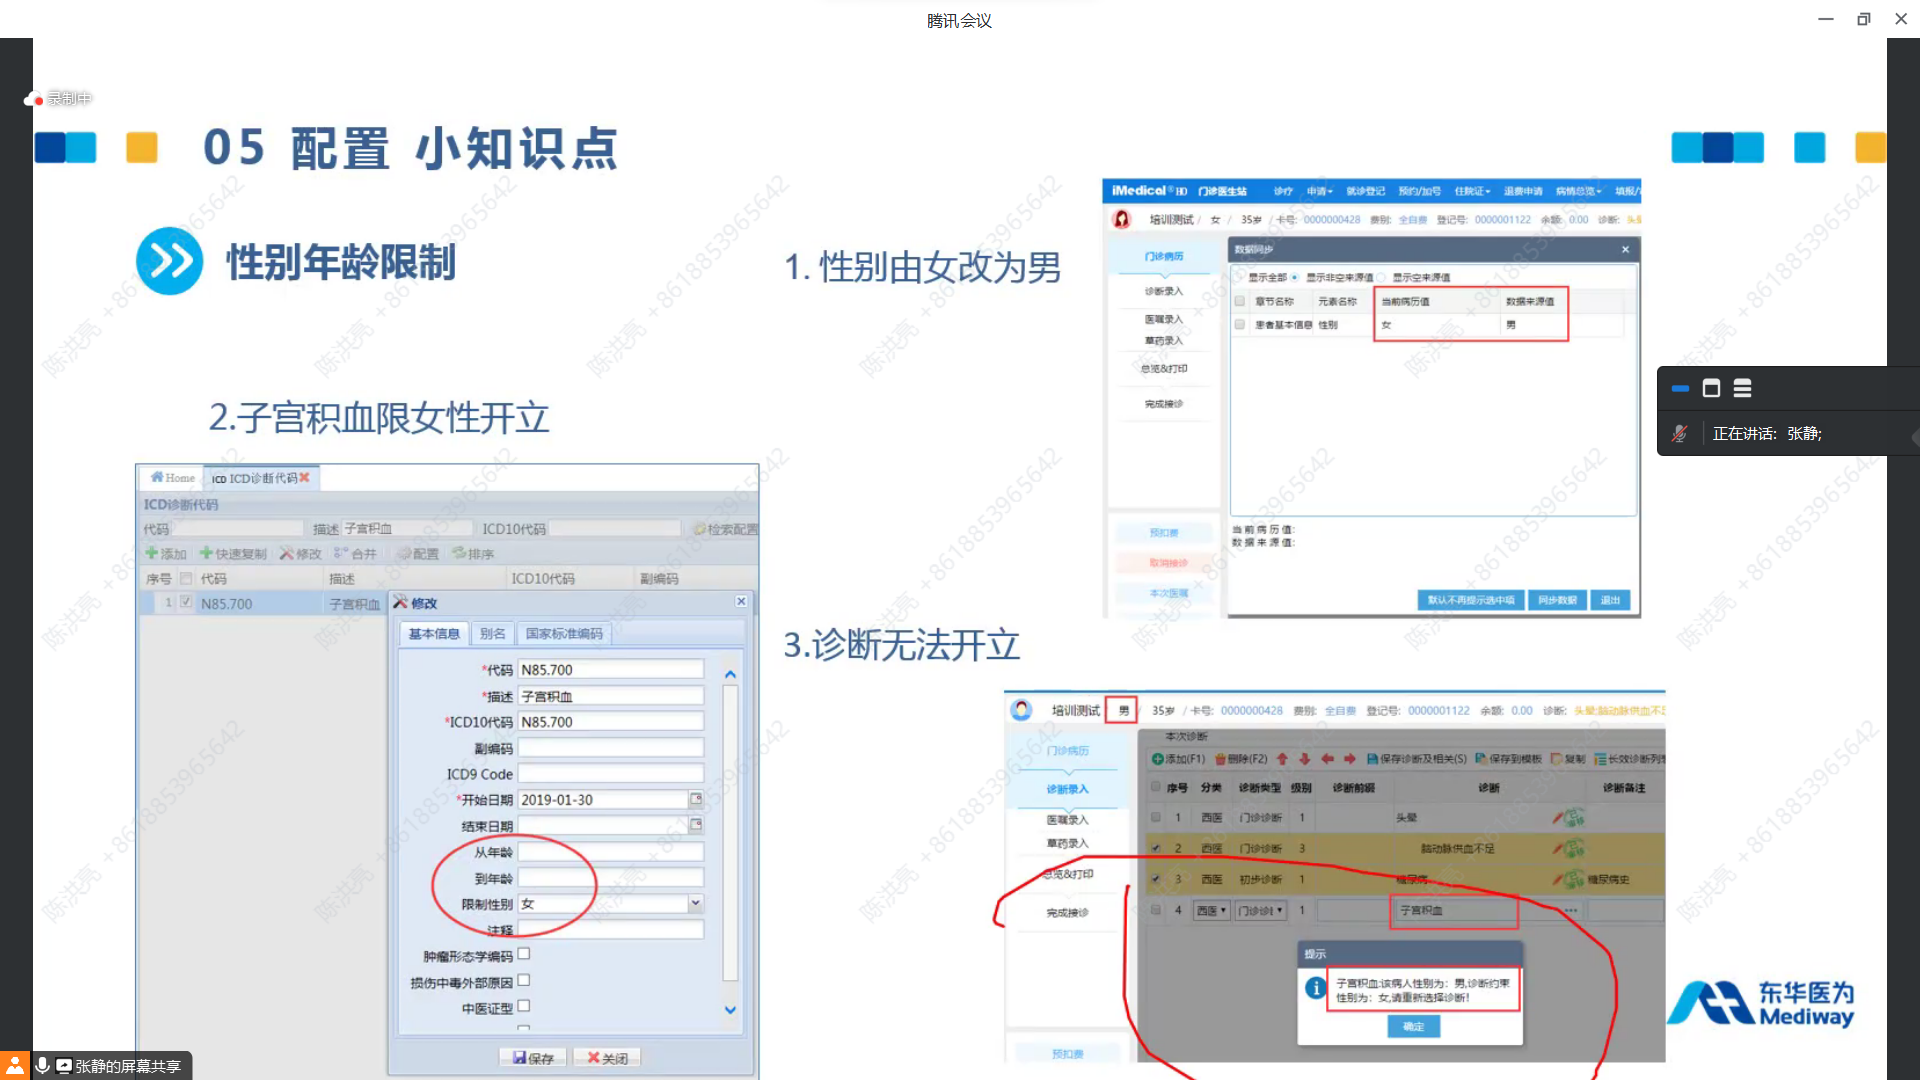 腾讯会议
录制中
05 配置 小知识点
性别年龄限制
1. 性别由女改为男
2.子宫积血限女性开立
3.诊断无法开立
iMedical HD 门诊医生站 诊疗 申请 就诊登记 预约/加号 住院证 退费申请 病情总览
培训测试 / 女 / 35岁 / 卡号: 0000000428 费别: 全自费 登记号: 0000001122 余额: 0.00 诊断:
门诊病历
诊断录入
医嘱录入
草药录入
总览&打印
完成接诊
预扣费
取消接诊
本次医嘱
数据同步
显示全部 显示非空来源值 显示空来源值
章节名称 元素名称 当前病历值 数据来源值
患者基本信息 性别 女 男
当前病历值:
数据来源值:
默认不再提示选中项 同步数据 退出
正在讲话: 张静;
Home ICD ICD诊断代码
ICD诊断代码
代码 描述 子宫积血 ICD10代码 检索配置
添加 快速复制 修改 合并 配置 排序
序号 代码 描述 ICD10代码 副编码
1 N85.700 子宫积血
修改
基本信息 别名 国家标准编码
*代码 N85.700
*描述 子宫积血
*ICD10代码 N85.700
副编码
ICD9 Code
*开始日期 2019-01-30
结束日期
从年龄
到年龄
限制性别 女
注释
肿瘤形态学编码
损伤中毒外部原因
中医证型
保存 关闭
培训测试 男 35岁 / 卡号: 0000000428 费别: 全自费 登记号: 0000001122 余额: 0.00 诊断: 头晕;脑动脉供血不足
门诊病历
诊断录入
医嘱录入
草药录入
总览&打印
完成接诊
预扣费
本次诊断
添加(F1) 删除(F2) 保存诊断及相关(S) 保存到模板 复制 长效诊断列
序号 分类 诊断类型 级别 诊断前缀 诊断 诊断备注
1 西医 门诊诊断 1 头晕
2 西医 门诊诊断 3 脑动脉供血不足
3 西医 初步诊断 1 糖尿病 糖尿病史
4 西医 门诊诊 1 子宫积血
提示
子宫积血:该病人性别为：男,诊断约束
性别为：女,请重新选择诊断!
确定
东华医为
Mediway
张静的屏幕共享
陈洪亮 +8618853965642